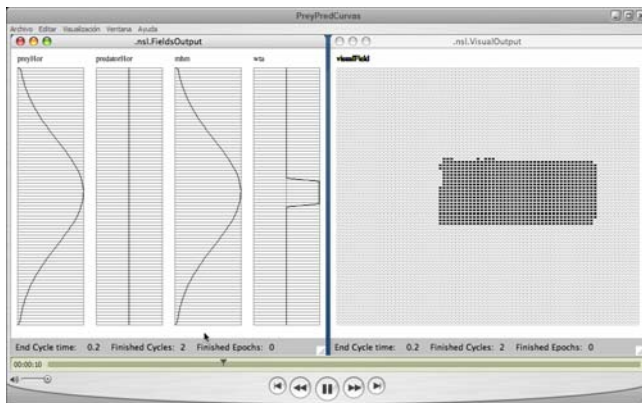 PreyPredCurvas
Archivo Editar Visualización Ventana Ayuda
.nsl.FieldsOutput
.nsl.VisualOutput
preyHor predatorHor mhm wta
visualField
End Cycle time: 0.2 Finished Cycles: 2 Finished Epochs: 0
End Cycle time: 0.2 Finished Cycles: 2 Finished Epochs: 0
00:00:10